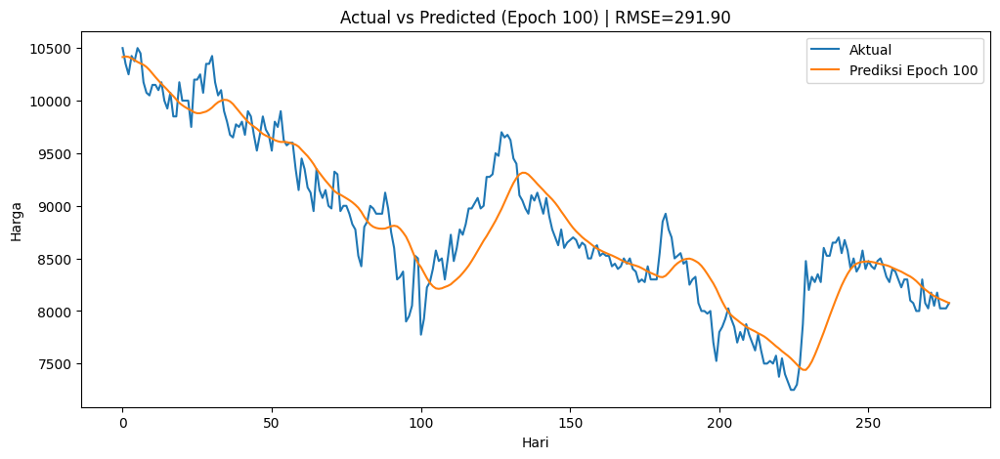 Actual vs Predicted (Epoch 100) | RMSE=291.90
Aktual
Prediksi Epoch 100
Harga
10500
10000
9500
9000
8500
8000
7500
0 50 100 150 200 250
Hari